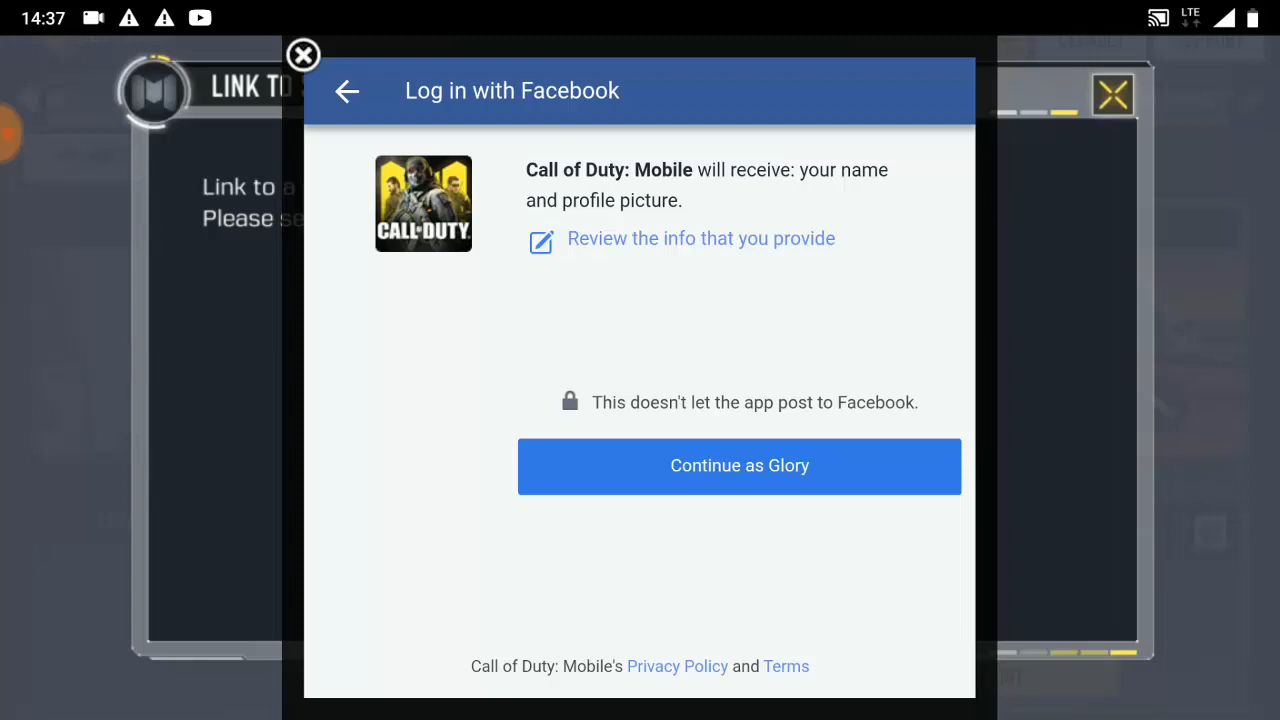 14:37
LTE
LINK TO
Log in with Facebook
Link to a
Please se
CALL OF DUTY
Call of Duty: Mobile will receive: your name
and profile picture.
Review the info that you provide
This doesn't let the app post to Facebook.
Continue as Glory
Call of Duty: Mobile's Privacy Policy and Terms